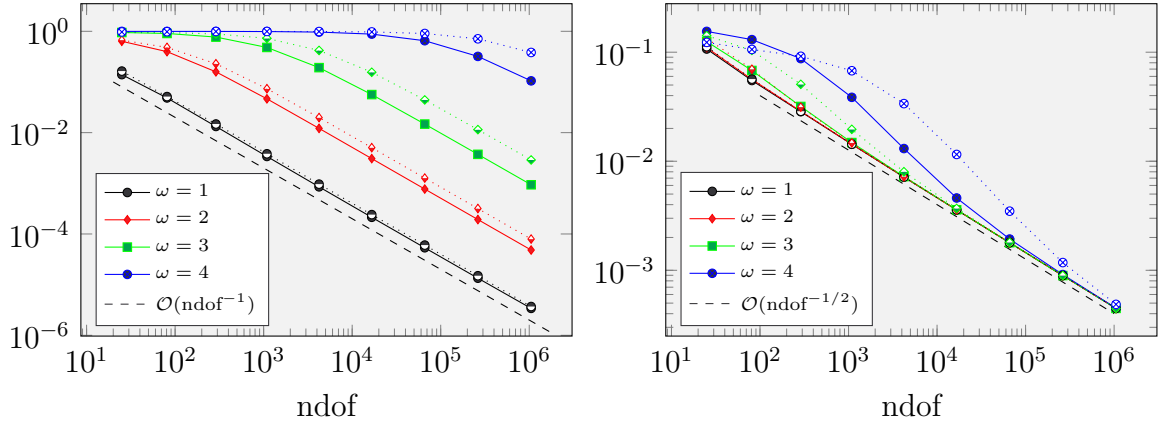 10^0
10^{-2}
10^{-4}
10^{-6}
ω = 1
ω = 2
ω = 3
ω = 4
O(ndof^{-1})
10^1 10^2 10^3 10^4 10^5 10^6
ndof
10^{-1}
10^{-2}
10^{-3}
ω = 1
ω = 2
ω = 3
ω = 4
O(ndof^{-1/2})
10^1 10^2 10^3 10^4 10^5 10^6
ndof